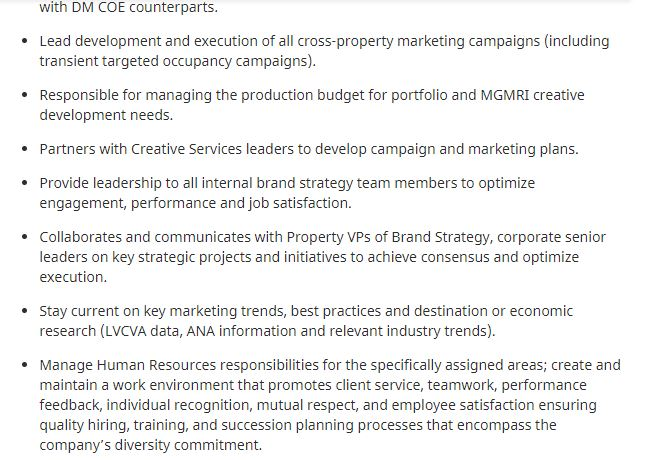 with DM COE counterparts.
• Lead development and execution of all cross-property marketing campaigns (including
transient targeted occupancy campaigns).
• Responsible for managing the production budget for portfolio and MGMRI creative
development needs.
• Partners with Creative Services leaders to develop campaign and marketing plans.
• Provide leadership to all internal brand strategy team members to optimize
engagement, performance and job satisfaction.
• Collaborates and communicates with Property VPs of Brand Strategy, corporate senior
leaders on key strategic projects and initiatives to achieve consensus and optimize
execution.
• Stay current on key marketing trends, best practices and destination or economic
research (LVCVA data, ANA information and relevant industry trends).
• Manage Human Resources responsibilities for the specifically assigned areas; create and
maintain a work environment that promotes client service, teamwork, performance
feedback, individual recognition, mutual respect, and employee satisfaction ensuring
quality hiring, training, and succession planning processes that encompass the
company’s diversity commitment.